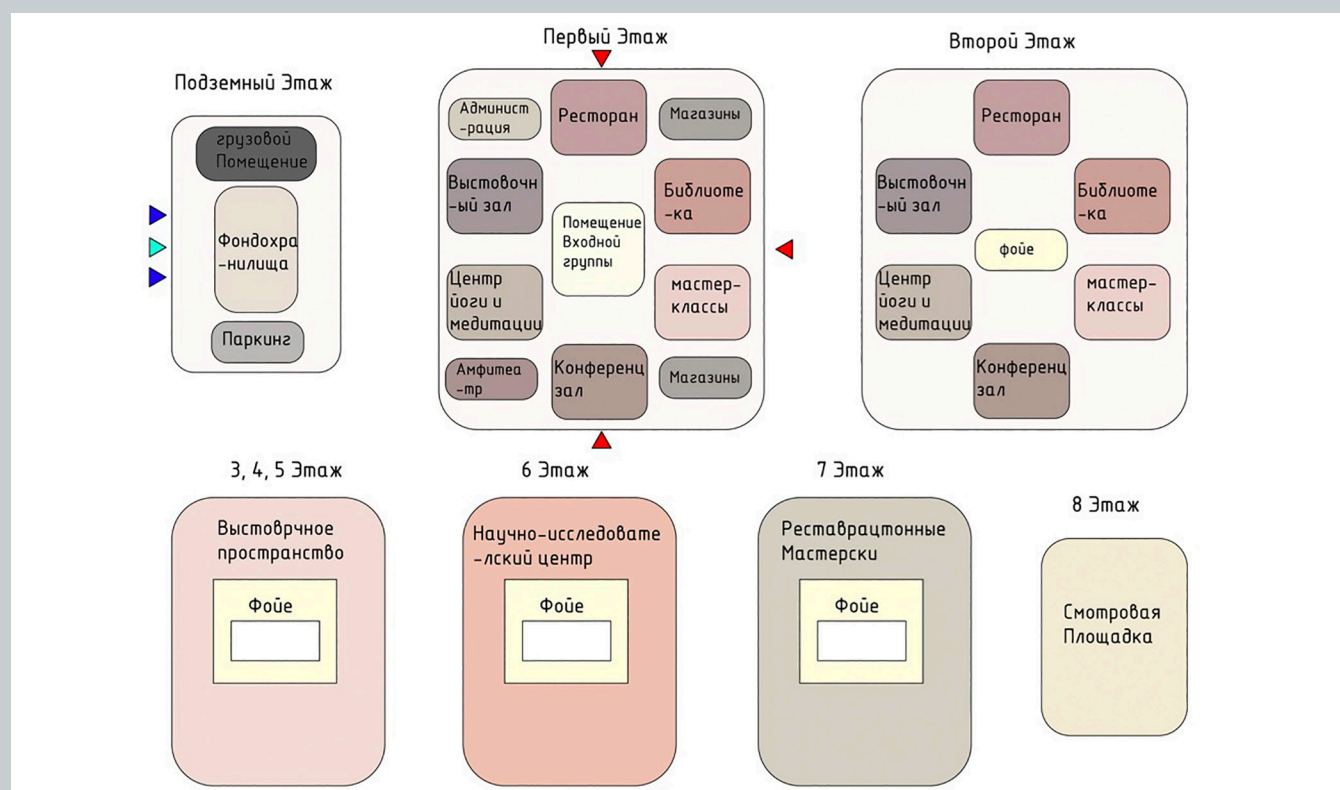 Подземный Этаж
грузовой
Помещение
Фондохра
-нилища
Паркинг
Первый Этаж
Админист
-рация
Ресторан
Магазины
Выстовочн
-ый зал
Библиоте
-ка
Помещение
Входной
группы
Центр
йоги и
медитации
мастер-
классы
Амфитеа
-тр
Конференц
зал
Магазины
Второй Этаж
Ресторан
Выстовочн
-ый зал
Библиоте
-ка
фойе
Центр
йоги и
медитации
мастер-
классы
Конференц
зал
3, 4, 5 Этаж
Выстоврчное
пространство
Фойе
6 Этаж
Научно-исследовате
-лский центр
Фойе
7 Этаж
Реставрацтонные
Мастерски
Фойе
8 Этаж
Смотровая
Площадка